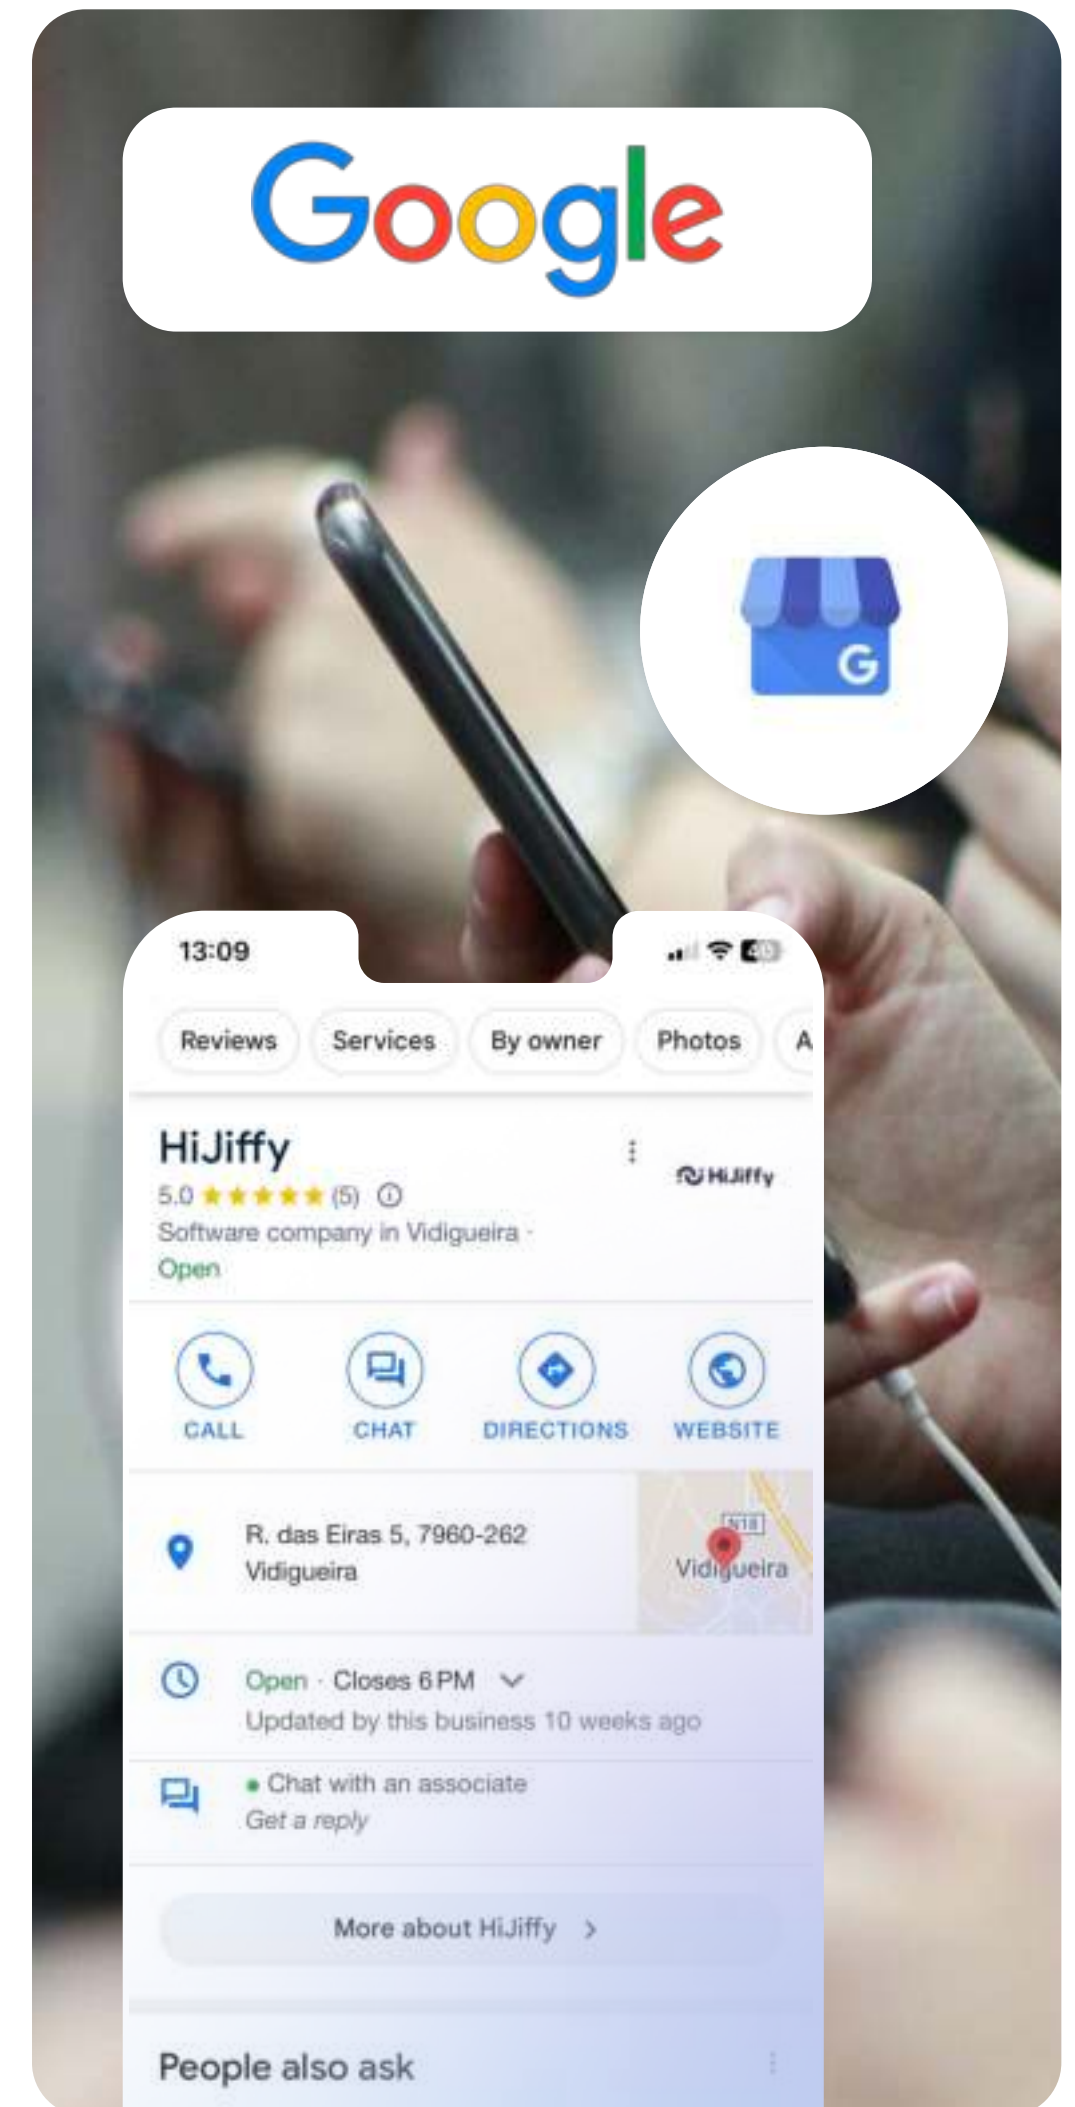 Google
G
13:09
Reviews Services By owner Photos A
HiJiffy
HiJiffy
5.0 (5)
Software company in Vidigueira ·
Open
CALL CHAT DIRECTIONS WEBSITE
R. das Eiras 5, 7960-262
Vidigueira
N18
Vidigueira
Open · Closes 6 PM
Updated by this business 10 weeks ago
Chat with an associate
Get a reply
More about HiJiffy
People also ask